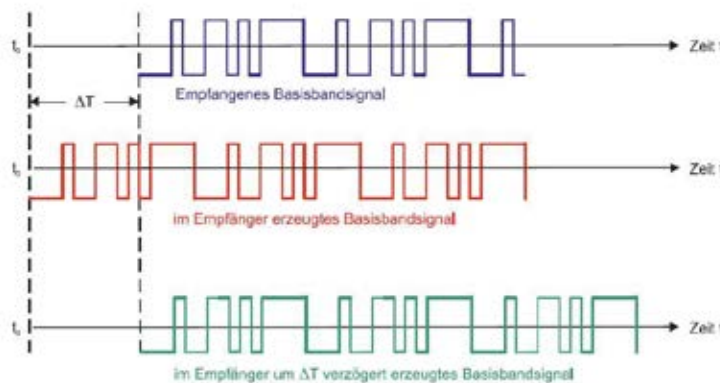 t₀ Zeit t
ΔT
Empfangenes Basisbandsignal
t₀ Zeit t
im Empfänger erzeugtes Basisbandsignal
t₀ Zeit t
im Empfänger um ΔT verzögert erzeugtes Basisbandsignal